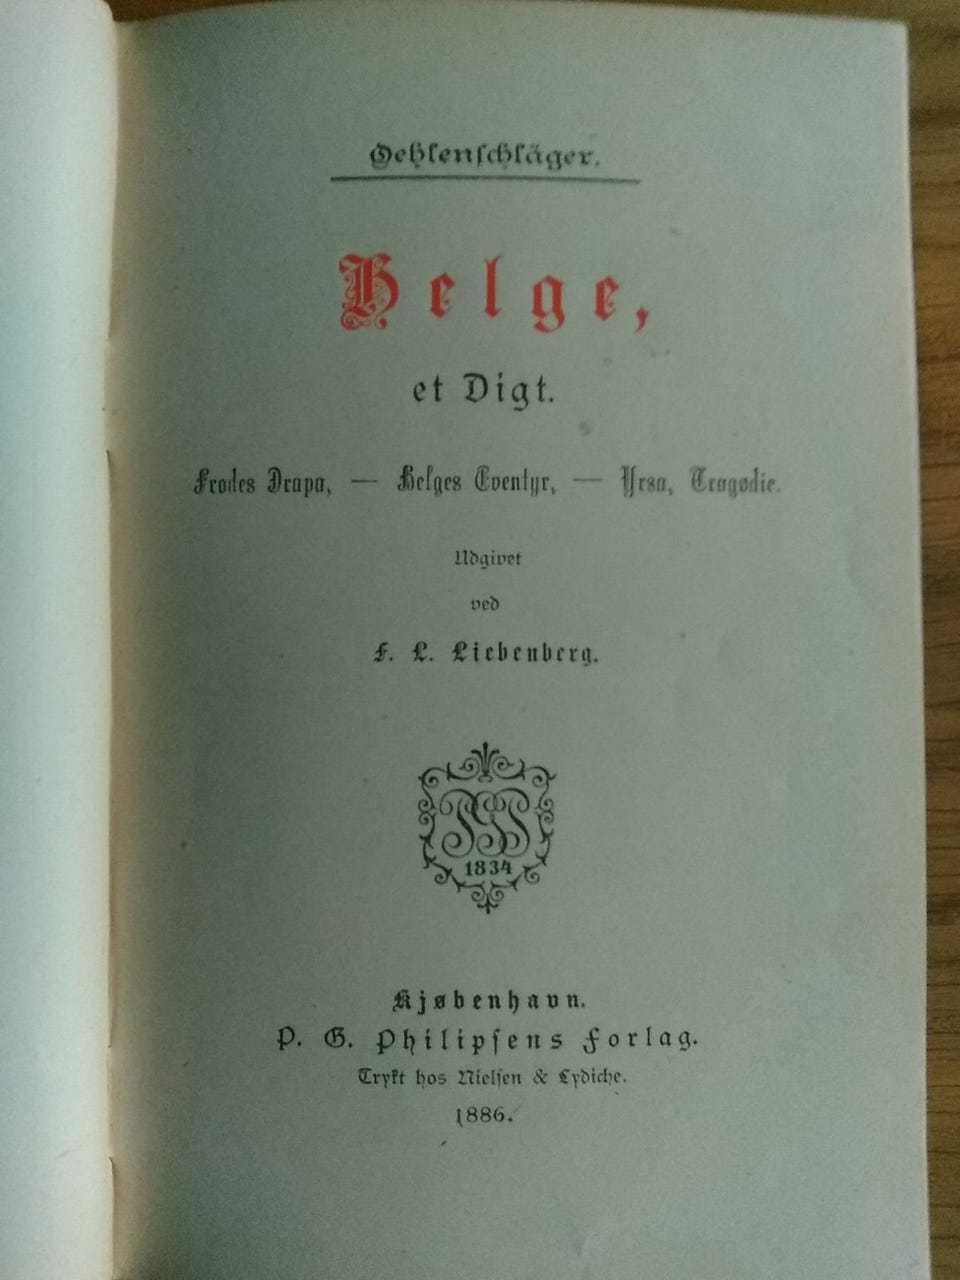 Oehlenschläger.
Helge,
et Digt.
Frodes Drapa, — Helges Eventyr, — Yrsa, Tragødie.
Udgivet
ved
F. L. Liebenberg.
PGP
1834
Kjøbenhavn.
P. G. Philipsens Forlag.
Trykt hos Nielsen & Lydiche.
1886.